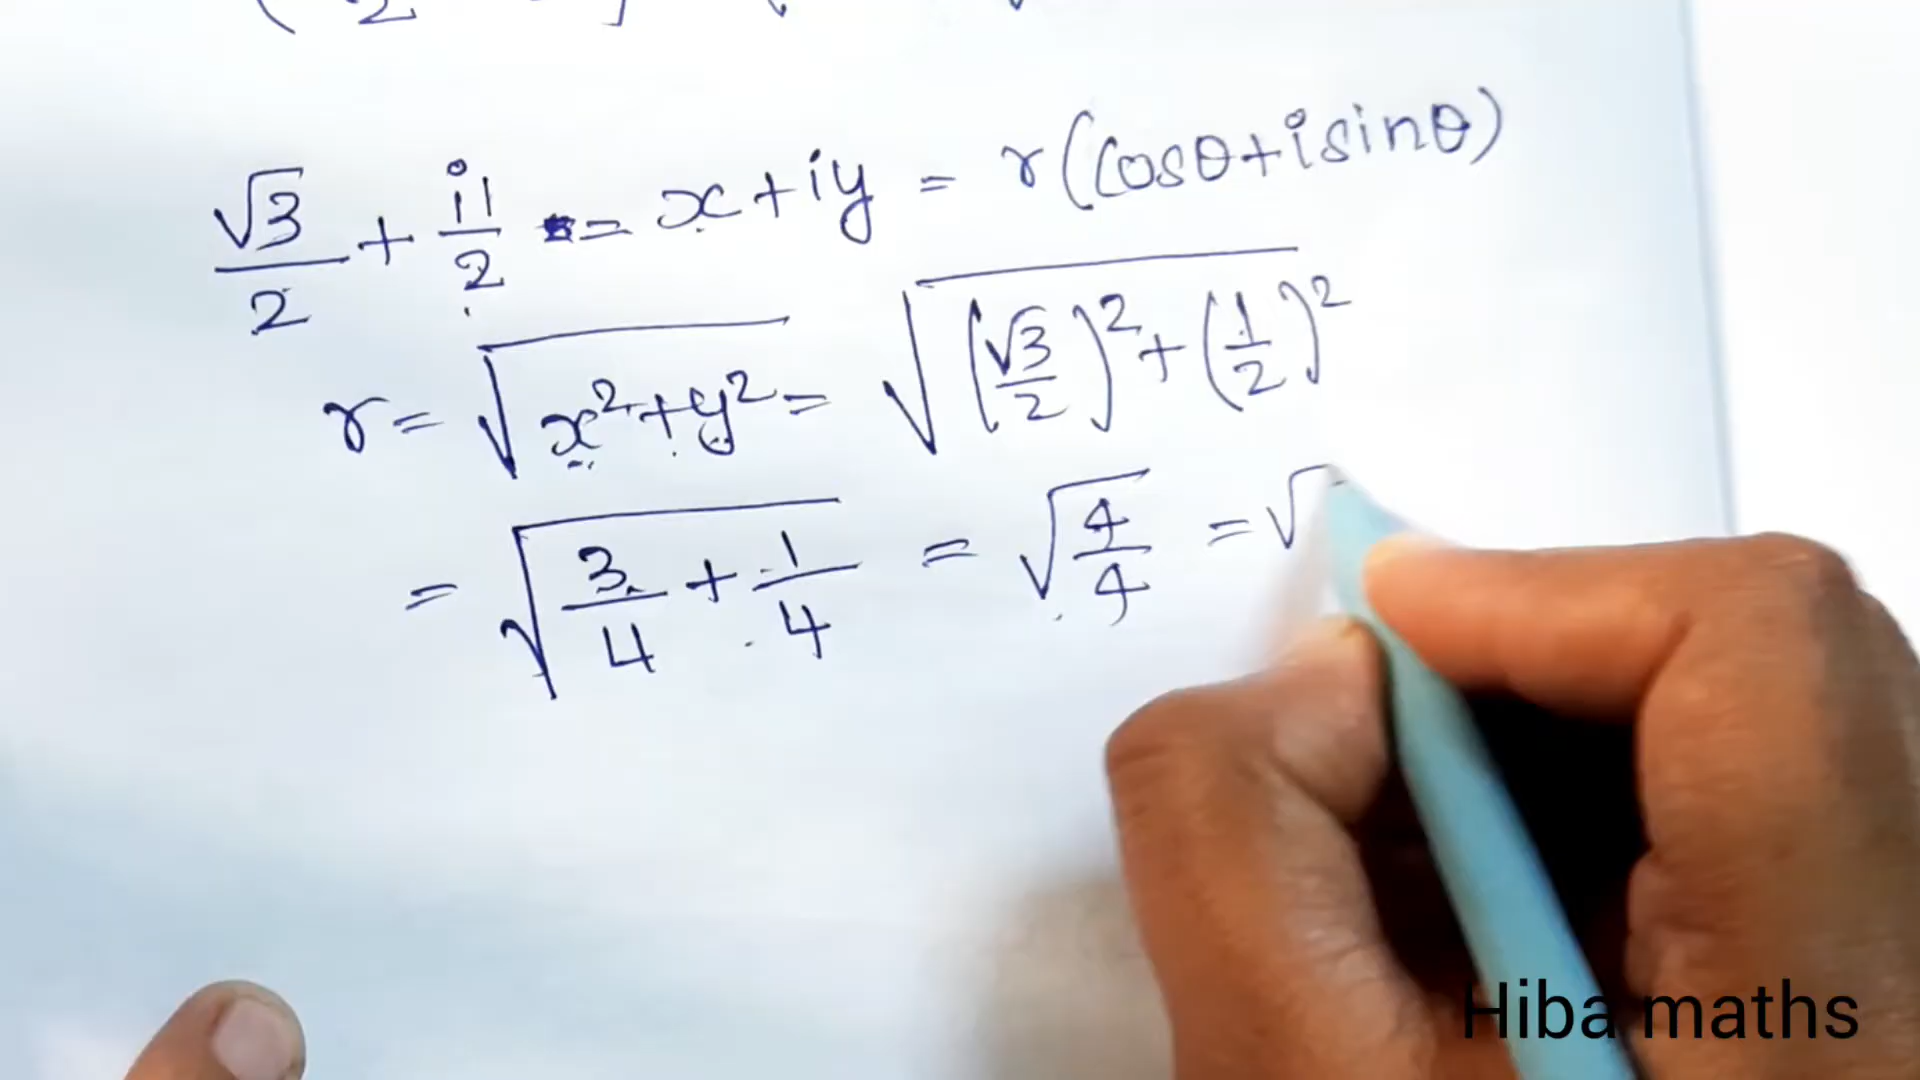 2
√3/2 + i1/2 = x + iy = r(cosθ + isinθ)
r = √(x² + y²) = √((√3/2)² + (1/2)²)
= √(3/4 + 1/4) = √(4/4) = √
Hiba maths